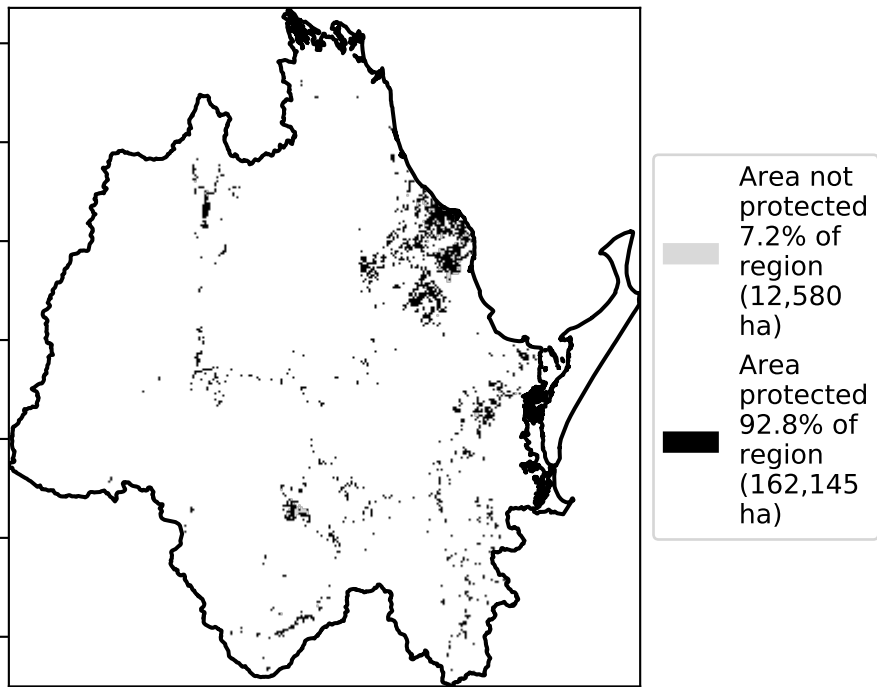 Area not
protected
7.2% of
region
(12,580
ha)
Area
protected
92.8% of
region
(162,145
ha)